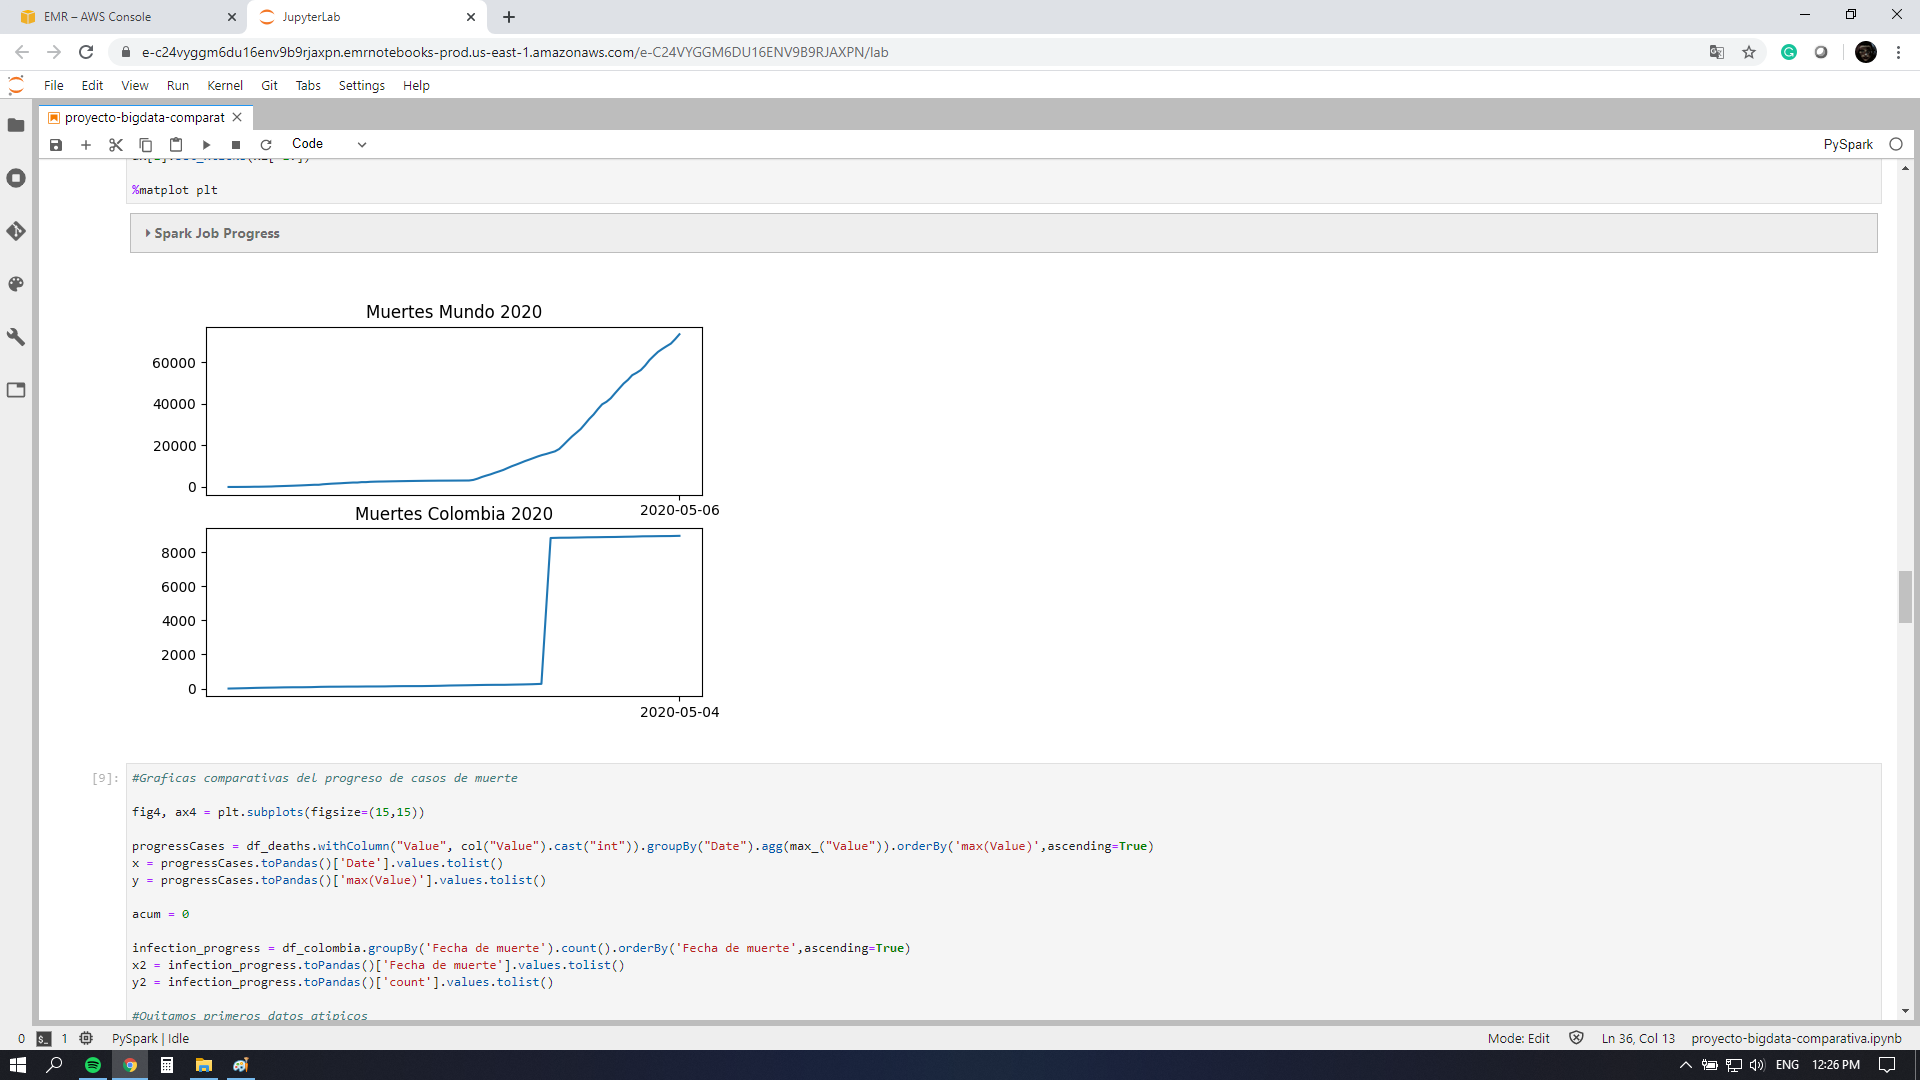 EMR – AWS Console
JupyterLab
e-c24vyggm6du16env9b9rjaxpn.emrnotebooks-prod.us-east-1.amazonaws.com/e-C24VYGGM6DU16ENV9B9RJAXPN/lab
File Edit View Run Kernel Git Tabs Settings Help
proyecto-bigdata-comparat
Code
PySpark
%matplot plt
Spark Job Progress
Muertes Mundo 2020
60000
40000
20000
0
2020-05-06
Muertes Colombia 2020
8000
6000
4000
2000
0
2020-05-04
[9]:
#Graficas comparativas del progreso de casos de muerte
fig4, ax4 = plt.subplots(figsize=(15,15))
progressCases = df_deaths.withColumn("Value", col("Value").cast("int")).groupBy("Date").agg(max_("Value")).orderBy('max(Value)',ascending=True)
x = progressCases.toPandas()['Date'].values.tolist()
y = progressCases.toPandas()['max(Value)'].values.tolist()
acum = 0
infection_progress = df_colombia.groupBy('Fecha de muerte').count().orderBy('Fecha de muerte',ascending=True)
x2 = infection_progress.toPandas()['Fecha de muerte'].values.tolist()
y2 = infection_progress.toPandas()['count'].values.tolist()
#Quitamos primeros datos atipicos
0 $_ 1 PySpark | Idle
Mode: Edit Ln 36, Col 13 proyecto-bigdata-comparativa.ipynb
ENG 12:26 PM